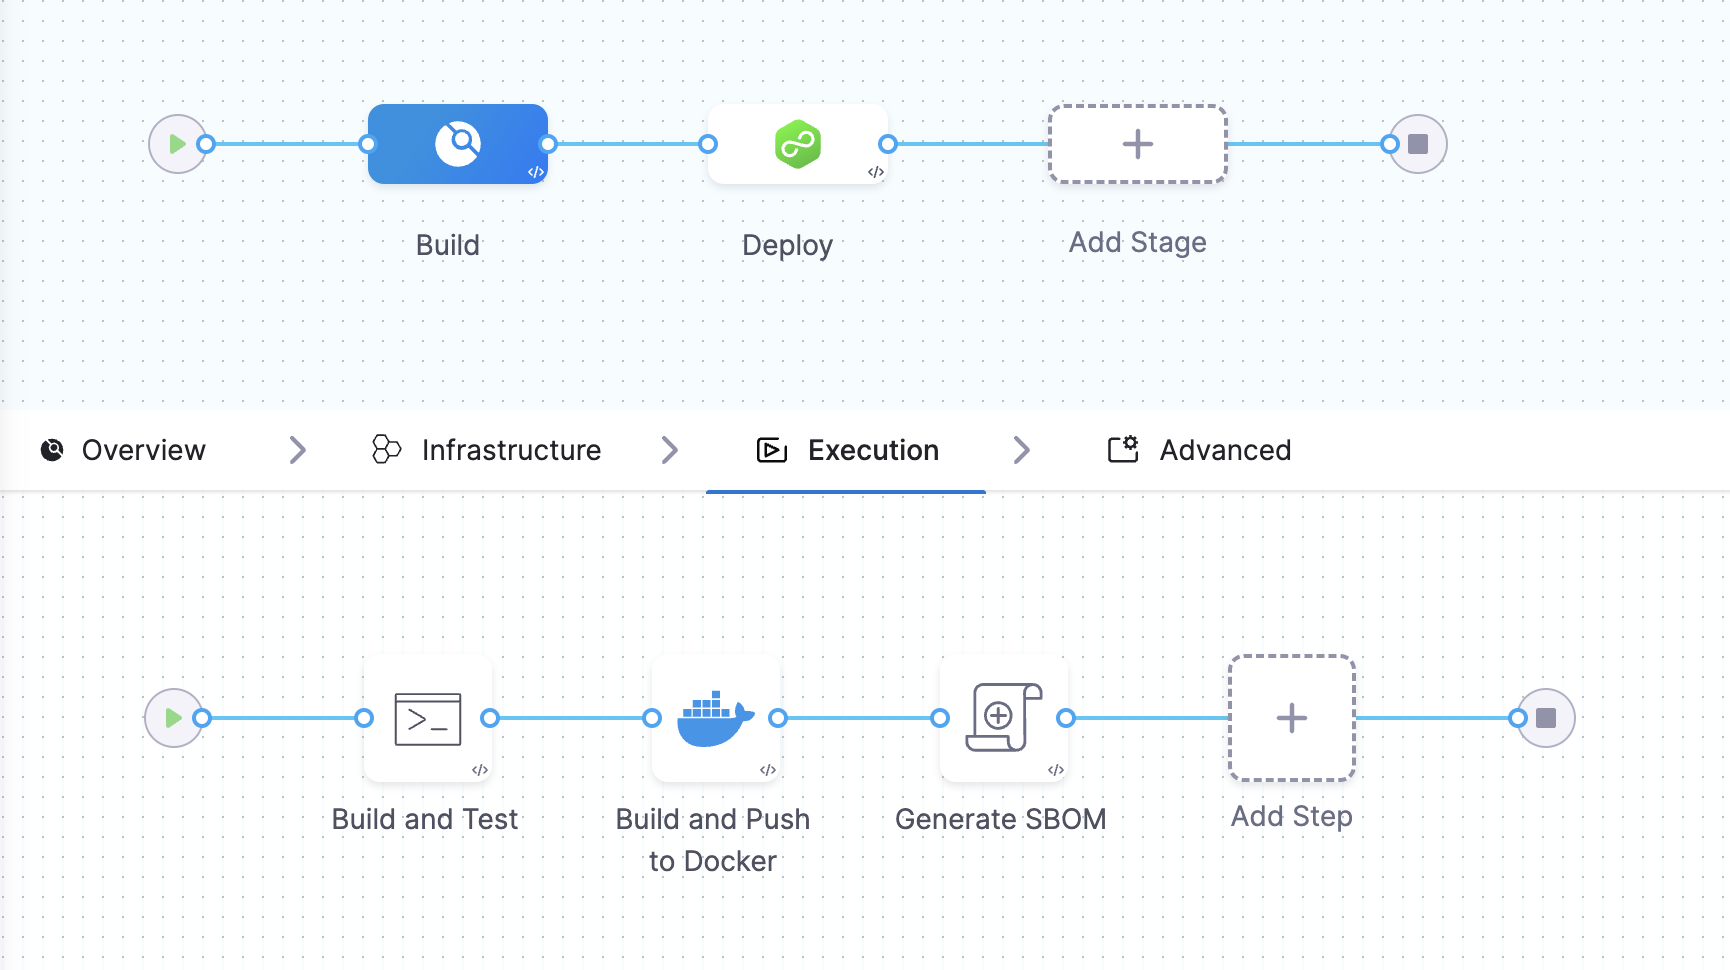 Build
Deploy
Add Stage
Overview
Infrastructure
Execution
Advanced
Build and Test
Build and Push
to Docker
Generate SBOM
Add Step